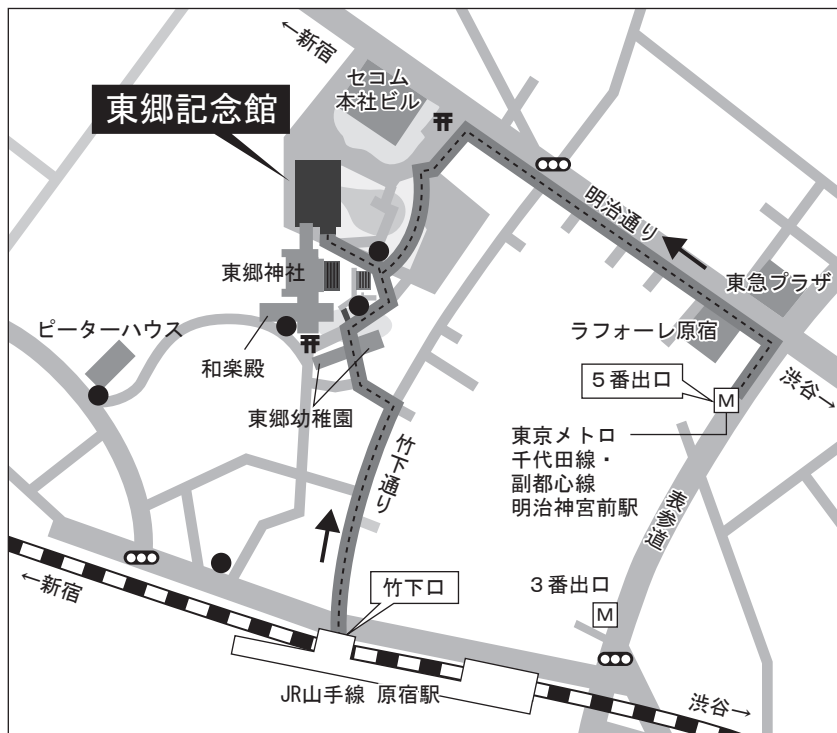 ←新宿
セコム
本社ビル
東郷記念館
明治通り
東急プラザ
東郷神社
ラフォーレ原宿
ピーターハウス
和楽殿
5番出口
渋谷→
M
東郷幼稚園
竹下通り
東京メトロ
千代田線・
副都心線
明治神宮前駅
表参道
←新宿
竹下口
3番出口
M
JR山手線 原宿駅
渋谷→